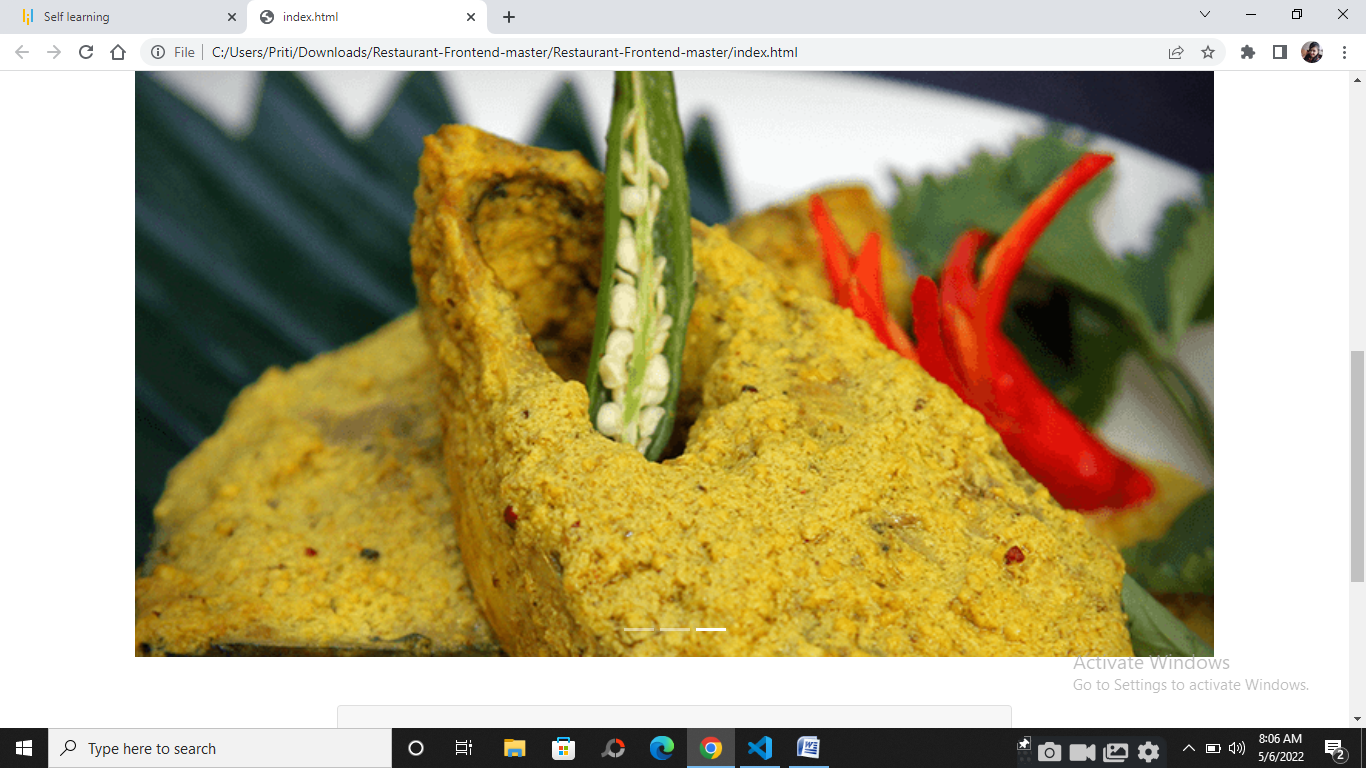 Self learning
index.html
File
C:/Users/Priti/Downloads/Restaurant-Frontend-master/Restaurant-Frontend-master/index.html
Activate Windows
Go to Settings to activate Windows.
Type here to search
8:06 AM
5/6/2022
2